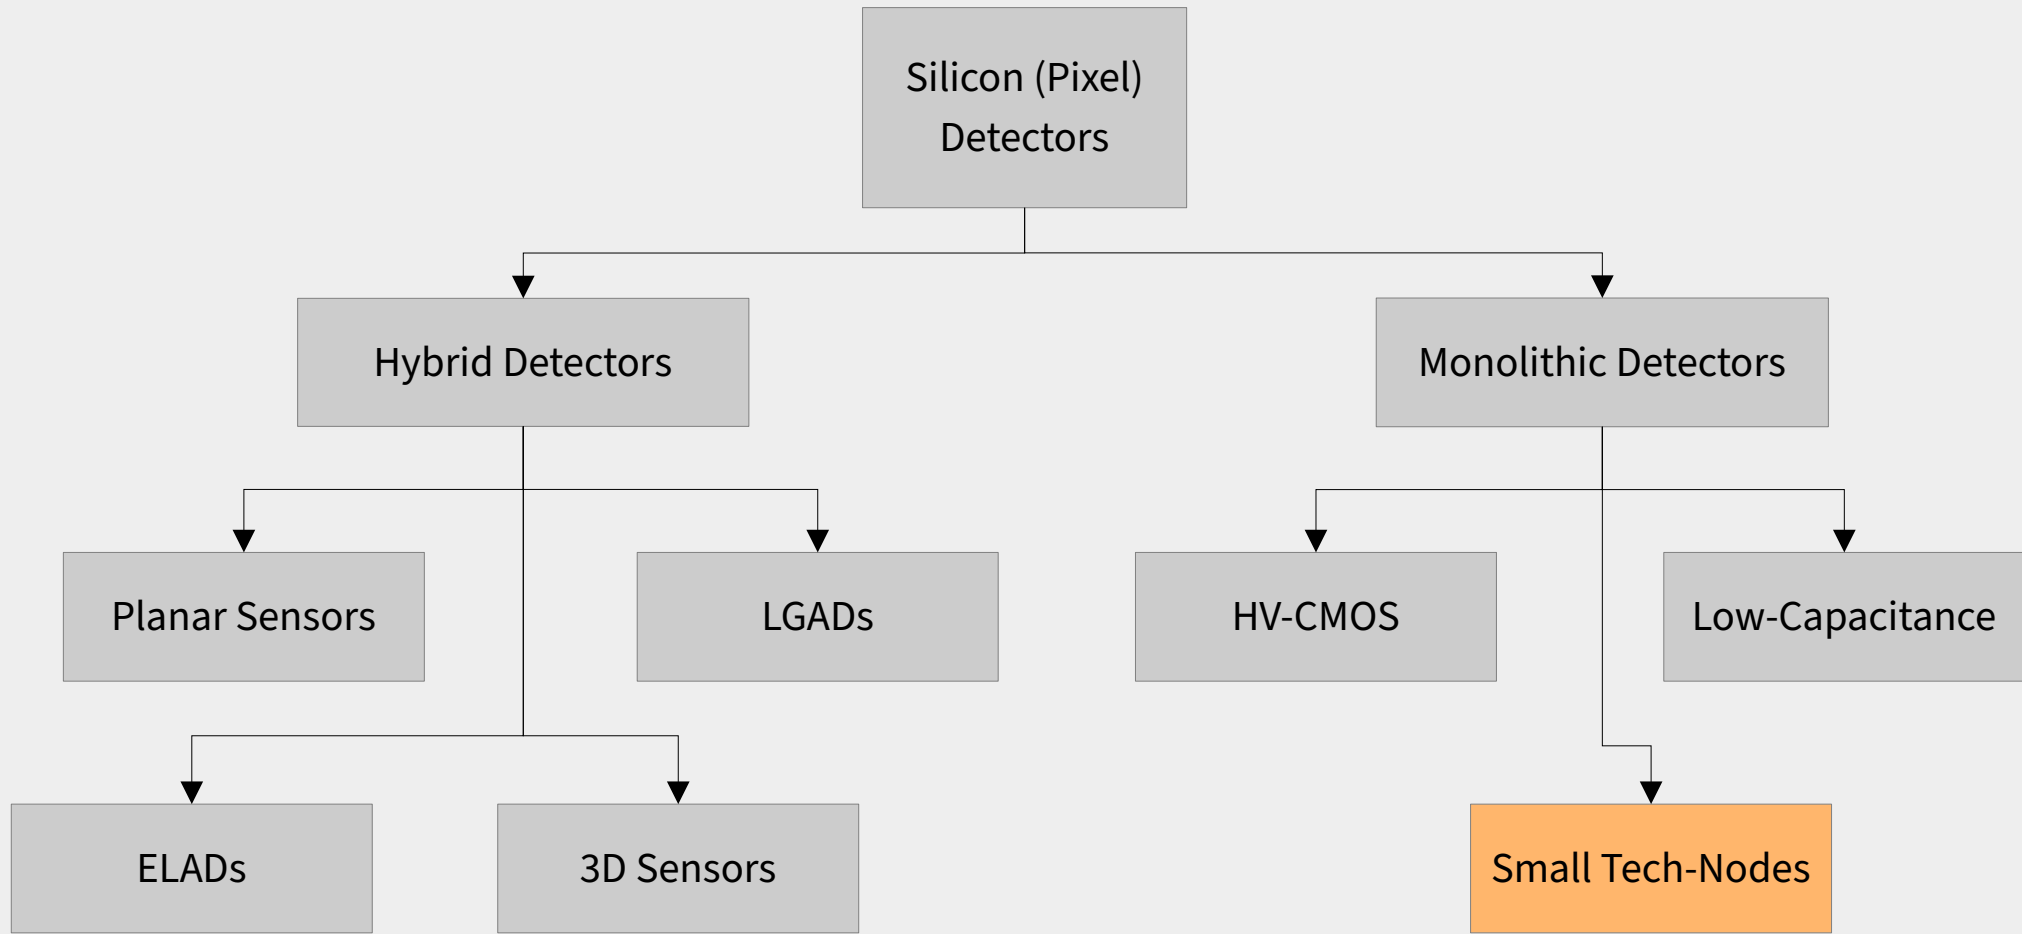 Silicon (Pixel)
Detectors
Hybrid Detectors
Monolithic Detectors
Planar Sensors
LGADs
HV-CMOS
Low-Capacitance
ELADs
3D Sensors
Small Tech-Nodes